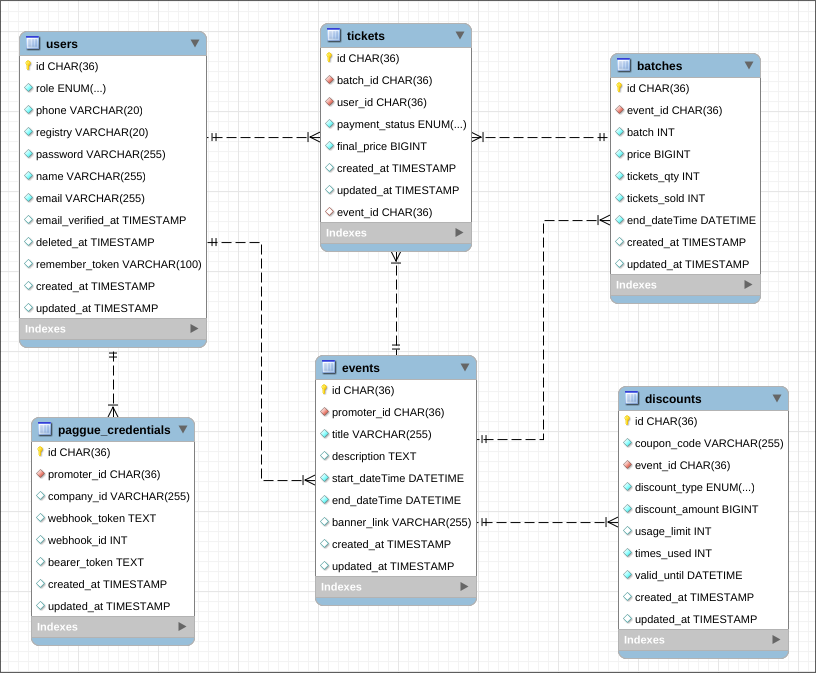 users
id CHAR(36)
role ENUM(...)
phone VARCHAR(20)
registry VARCHAR(20)
password VARCHAR(255)
name VARCHAR(255)
email VARCHAR(255)
email_verified_at TIMESTAMP
deleted_at TIMESTAMP
remember_token VARCHAR(100)
created_at TIMESTAMP
updated_at TIMESTAMP
Indexes
tickets
id CHAR(36)
batch_id CHAR(36)
user_id CHAR(36)
payment_status ENUM(...)
final_price BIGINT
created_at TIMESTAMP
updated_at TIMESTAMP
event_id CHAR(36)
Indexes
batches
id CHAR(36)
event_id CHAR(36)
batch INT
price BIGINT
tickets_qty INT
tickets_sold INT
end_dateTime DATETIME
created_at TIMESTAMP
updated_at TIMESTAMP
Indexes
paggue_credentials
id CHAR(36)
promoter_id CHAR(36)
company_id VARCHAR(255)
webhook_token TEXT
webhook_id INT
bearer_token TEXT
created_at TIMESTAMP
updated_at TIMESTAMP
Indexes
events
id CHAR(36)
promoter_id CHAR(36)
title VARCHAR(255)
description TEXT
start_dateTime DATETIME
end_dateTime DATETIME
banner_link VARCHAR(255)
created_at TIMESTAMP
updated_at TIMESTAMP
Indexes
discounts
id CHAR(36)
coupon_code VARCHAR(255)
event_id CHAR(36)
discount_type ENUM(...)
discount_amount BIGINT
usage_limit INT
times_used INT
valid_until DATETIME
created_at TIMESTAMP
updated_at TIMESTAMP
Indexes